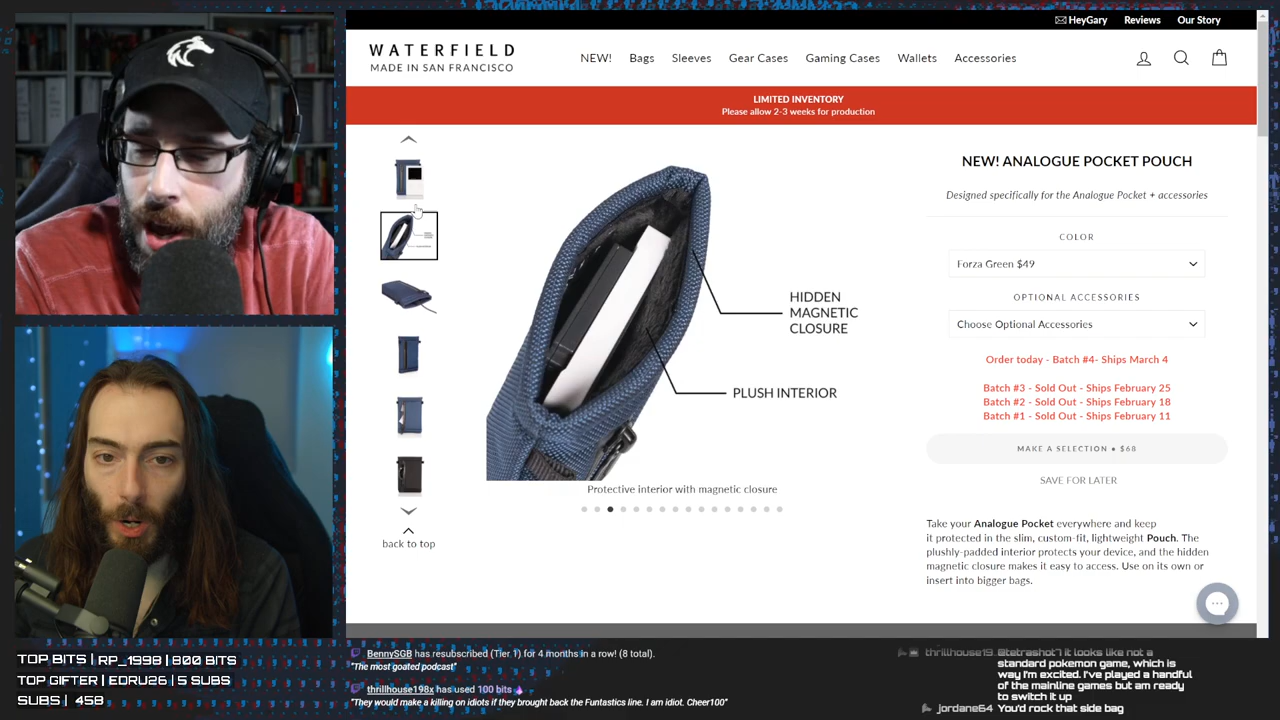 HeyGary Reviews Our Story
WATERFIELD
MADE IN SAN FRANCISCO
NEW! Bags Sleeves Gear Cases Gaming Cases Wallets Accessories
LIMITED INVENTORY
Please allow 2-3 weeks for production
HIDDEN
MAGNETIC
CLOSURE
PLUSH INTERIOR
Protective interior with magnetic closure
back to top
NEW! ANALOGUE POCKET POUCH
Designed specifically for the Analogue Pocket + accessories
COLOR
Forza Green $49
OPTIONAL ACCESSORIES
Choose Optional Accessories
Order today - Batch #4- Ships March 4
Batch #3 - Sold Out - Ships February 25
Batch #2 - Sold Out - Ships February 18
Batch #1 - Sold Out - Ships February 11
MAKE A SELECTION • $68
SAVE FOR LATER
Take your Analogue Pocket everywhere and keep
it protected in the slim, custom-fit, lightweight Pouch. The
plushly-padded interior protects your device, and the hidden
magnetic closure makes it easy to access. Use on its own or
insert into bigger bags.
TOP BITS | RP_1998 | 800 BITS
TOP GIFTER | EDRU26 | 5 SUBS
SUBS | 458
BennySGB has resubscribed (Tier 1) for 4 months in a row! (8 total).
"The most goated podcast"
thrillhouse198x has used 100 bits
"They would make a killing on idiots if they brought back the Funtastics line. I am idiot. Cheer100"
it looks like not a
standard pokemon game, which is
way I'm excited. I've played a handful
of the mainline games but am ready
to switch it up
jordane64 You'd rock that side bag